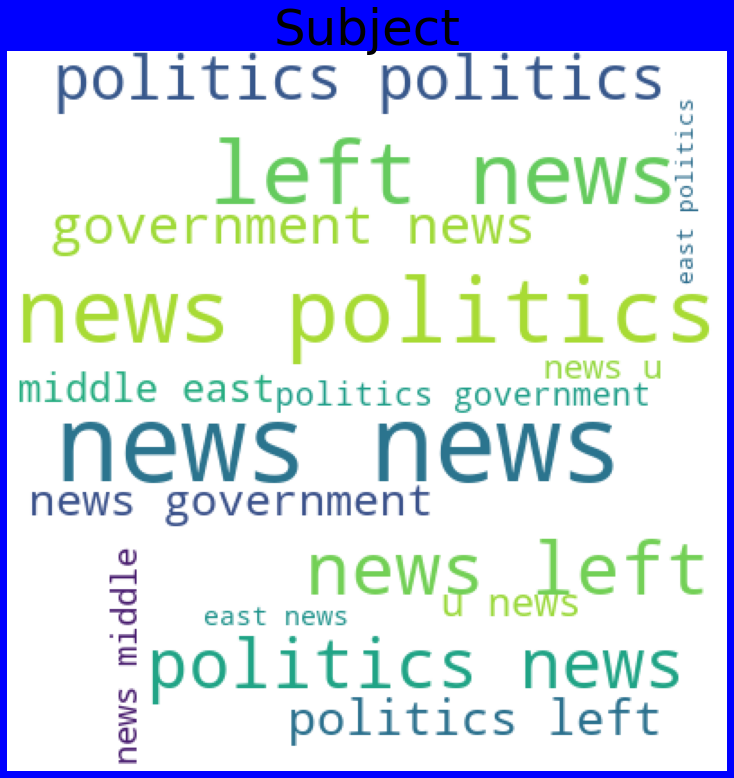 Subject
politics politics
east politics
left news
government news
news politics
news u
middle east
politics government
news news
news government
news left
news middle
u news
east news
politics news
politics left